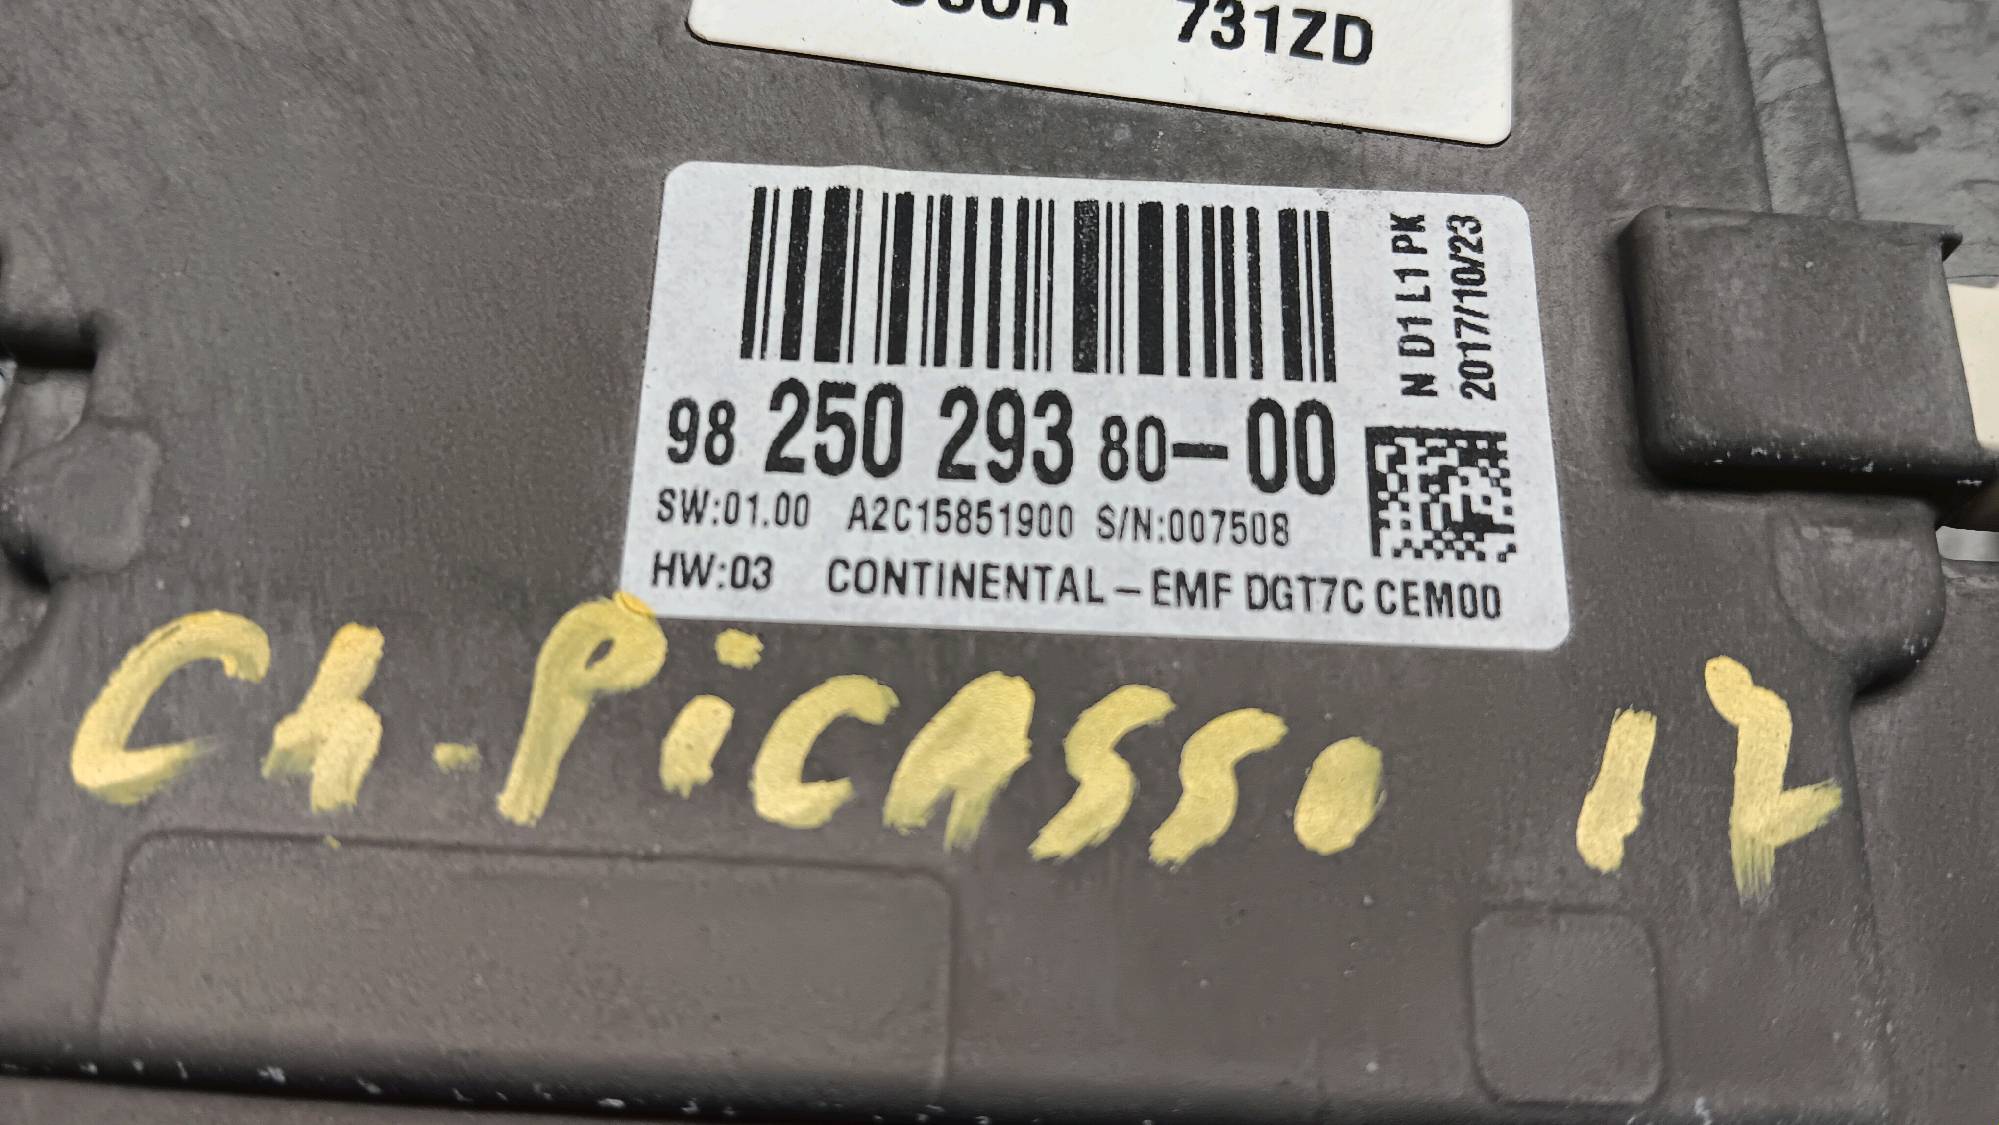 731ZD
N D1 L1 PK
2017/10/23
98 250 293 80-00
SW:01.00 A2C15851900 S/N:007508
HW:03 CONTINENTAL-EMF DGT7C CEM00
Ch.Picasso 17